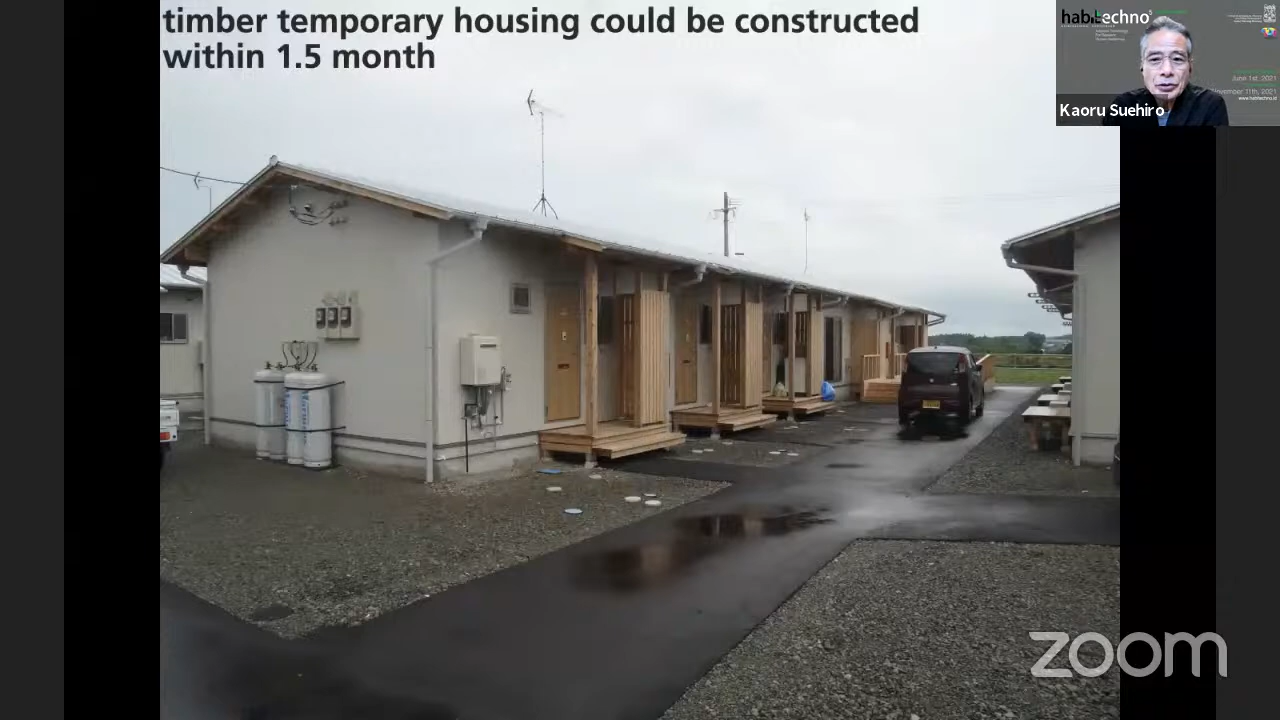 timber temporary housing could be constructed
within 1.5 month
habitechno
June 1st, 2021
November 11th, 2021
Kaoru Suehiro
zoom